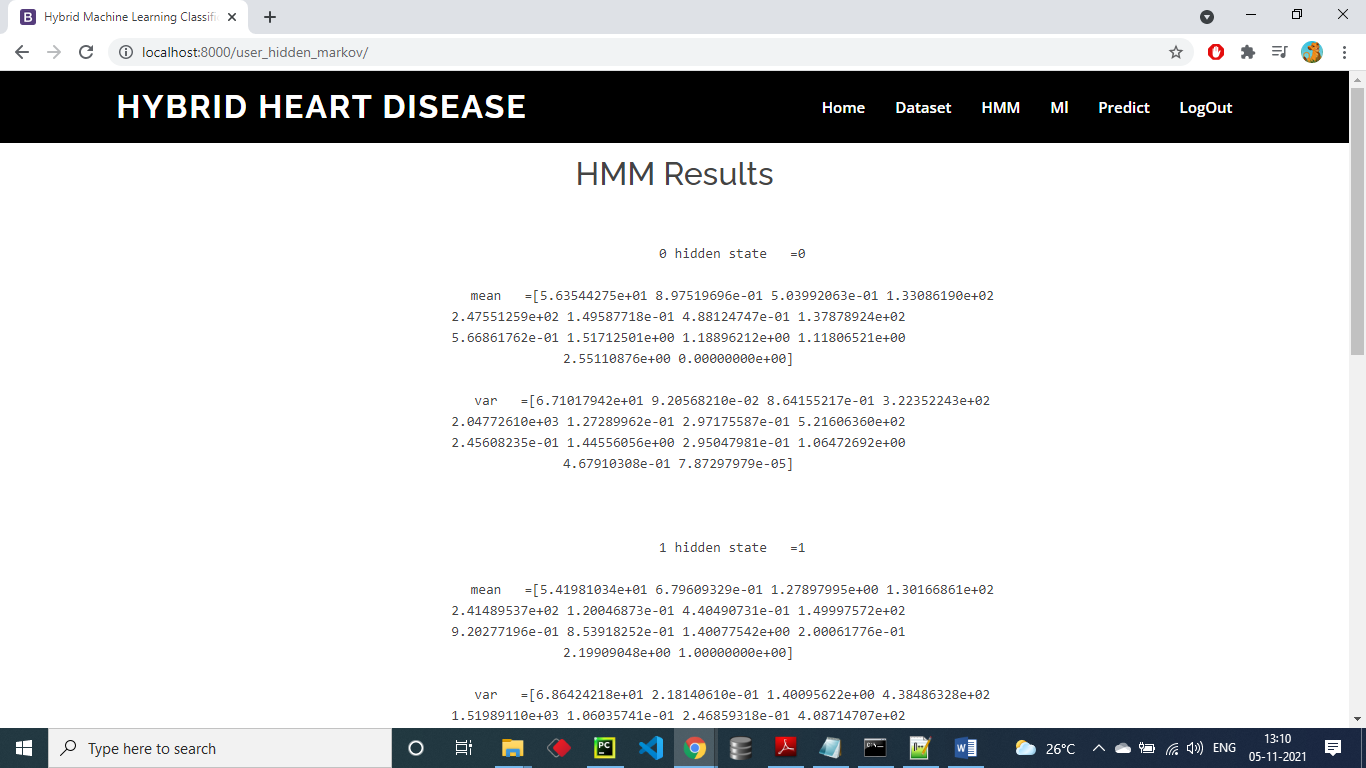 Hybrid Machine Learning Classifi
localhost:8000/user_hidden_markov/
HYBRID HEART DISEASE
Home Dataset HMM Ml Predict LogOut
HMM Results
0 hidden state =0
mean =[5.63544275e+01 8.97519696e-01 5.03992063e-01 1.33086190e+02
2.47551259e+02 1.49587718e-01 4.88124747e-01 1.37878924e+02
5.66861762e-01 1.51712501e+00 1.18896212e+00 1.11806521e+00
2.55110876e+00 0.00000000e+00]
var =[6.71017942e+01 9.20568210e-02 8.64155217e-01 3.22352243e+02
2.04772610e+03 1.27289962e-01 2.97175587e-01 5.21606360e+02
2.45608235e-01 1.44556056e+00 2.95047981e-01 1.06472692e+00
4.67910308e-01 7.87297979e-05]
1 hidden state =1
mean =[5.41981034e+01 6.79609329e-01 1.27897995e+00 1.30166861e+02
2.41489537e+02 1.20046873e-01 4.40490731e-01 1.49997572e+02
9.20277196e-01 8.53918252e-01 1.40077542e+00 2.00061776e-01
2.19909048e+00 1.00000000e+00]
var =[6.86424218e+01 2.18140610e-01 1.40095622e+00 4.38486328e+02
1.51989110e+03 1.06035741e-01 2.46859318e-01 4.08714707e+02
Type here to search
PC
26°C
ENG
13:10
05-11-2021